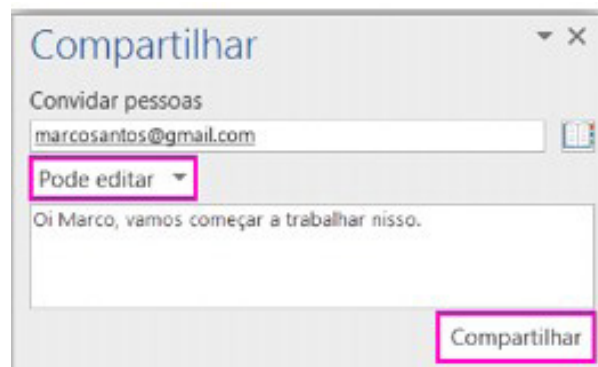 Compartilhar
Convidar pessoas
marcosantos@gmail.com
Pode editar
Oi Marco, vamos começar a trabalhar nisso.
Compartilhar